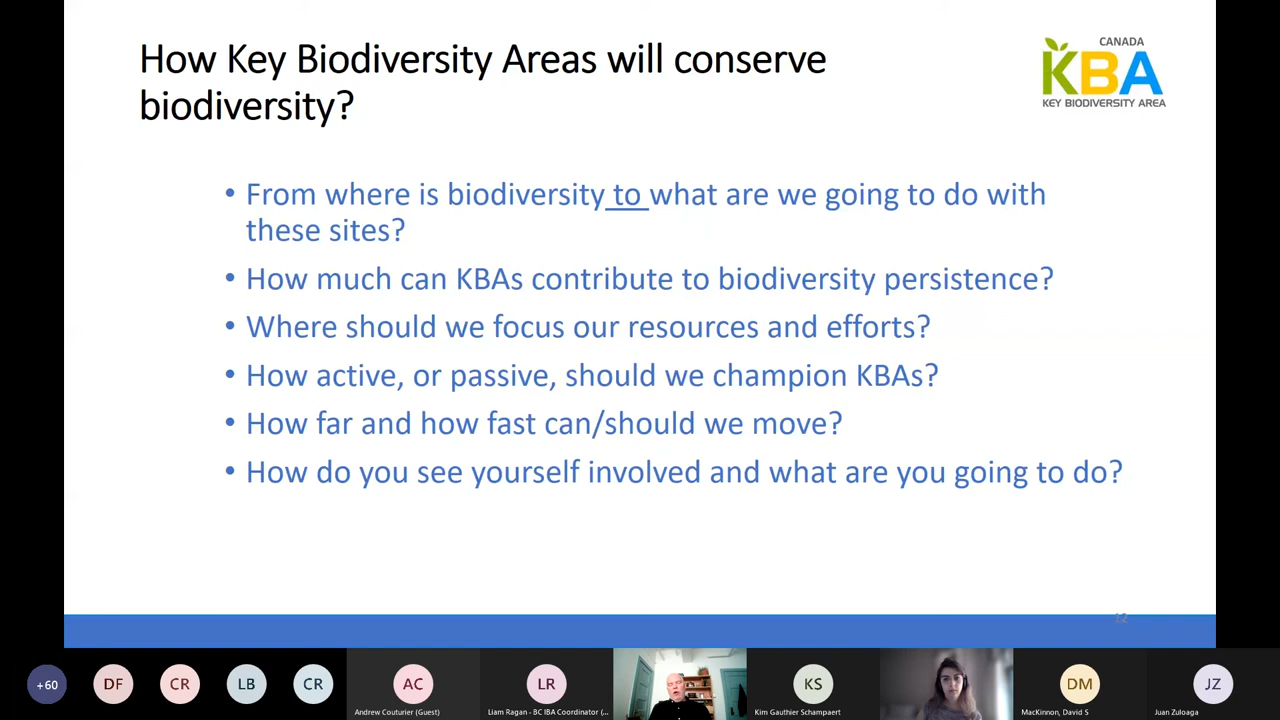 How Key Biodiversity Areas will conserve
biodiversity?
CANADA
KBA
KEY BIODIVERSITY AREA
• From where is biodiversity to what are we going to do with
these sites?
• How much can KBAs contribute to biodiversity persistence?
• Where should we focus our resources and efforts?
• How active, or passive, should we champion KBAs?
• How far and how fast can/should we move?
• How do you see yourself involved and what are you going to do?
12
+60
DF
CR
LB
CR
AC
LR
KS
DM
JZ
Andrew Couturier (Guest)
Liam Ragan - BC IBA Coordinator (...
Kim Gauthier Schampaert
MacKinnon, David S
Juan Zuloaga